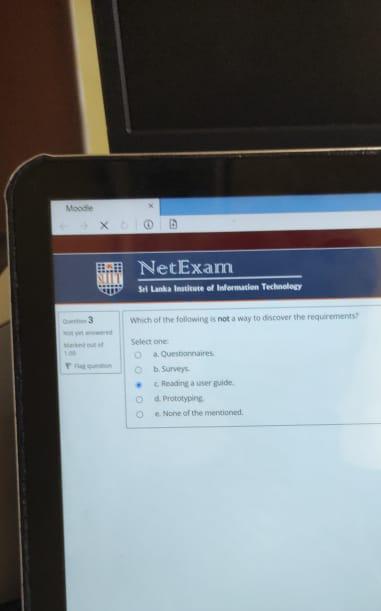 Moodle
NetExam
Sri Lanka Institute of Information Technology
Question 3
Not yet answered
Marked out of
1.00
Flag question
Which of the following is not a way to discover the requirements?
Select one:
a. Questionnaires.
b. Surveys.
c. Reading a user guide.
d. Prototyping.
e. None of the mentioned.